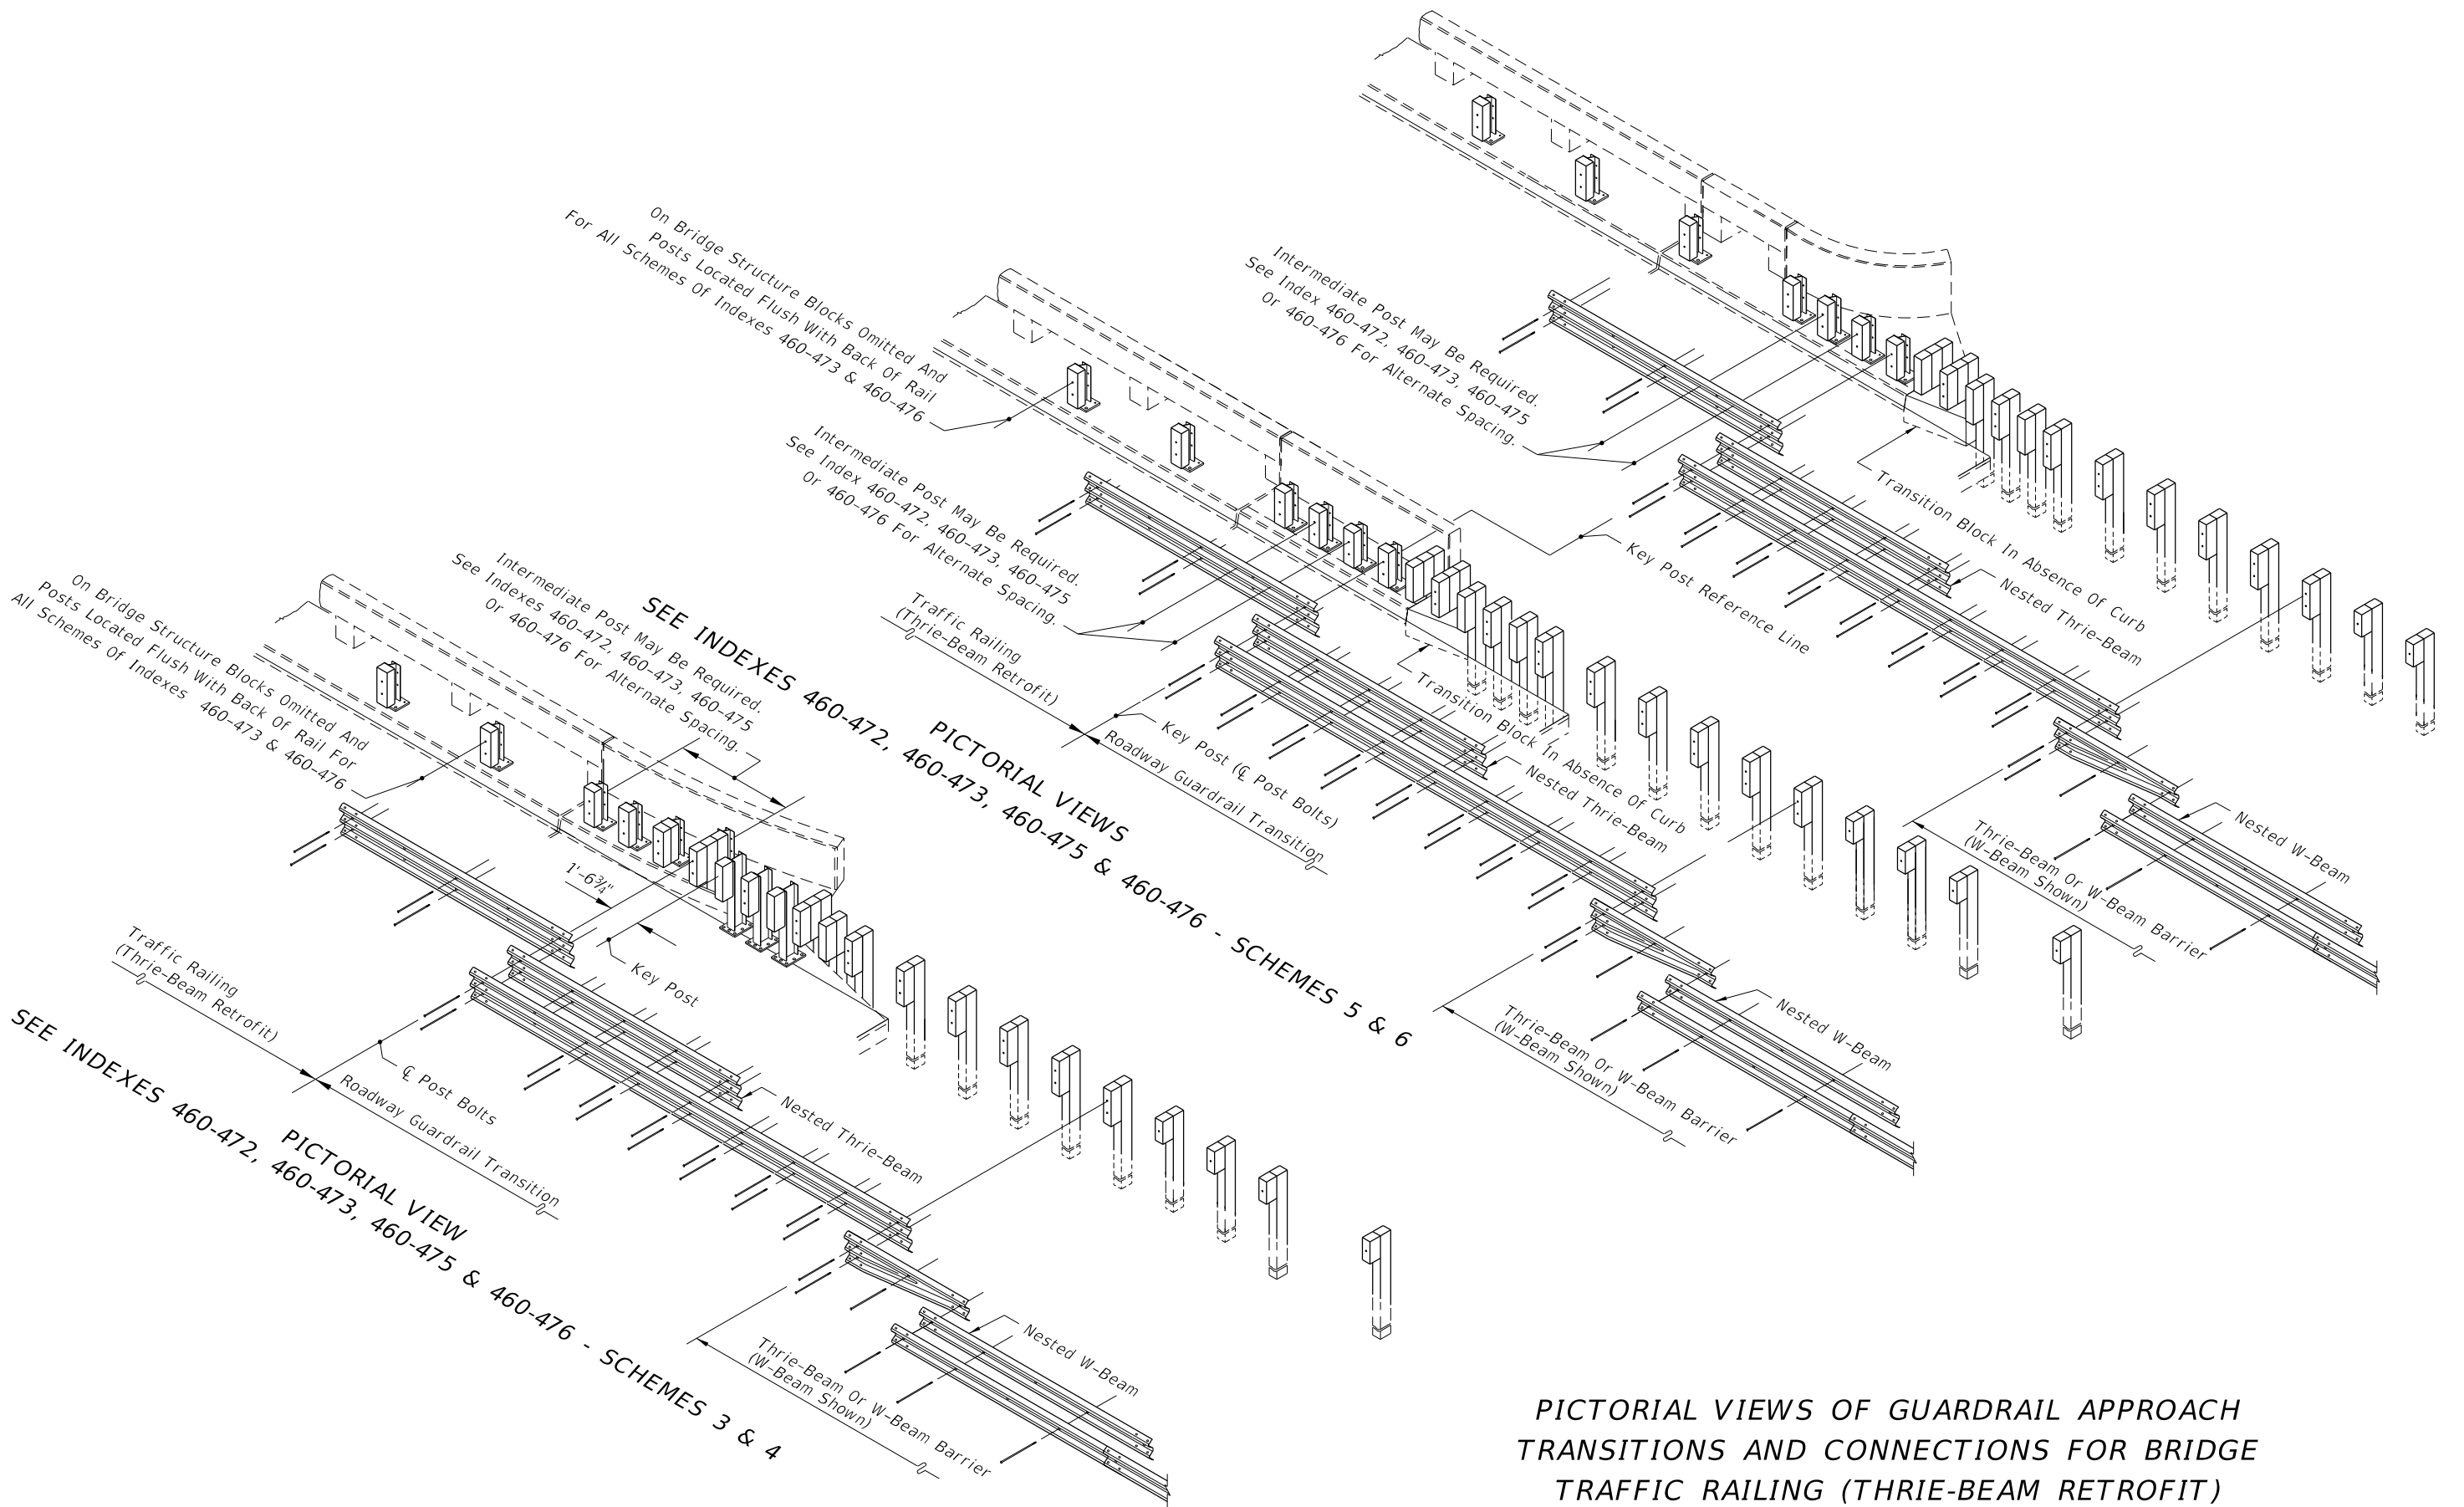 On Bridge Structure Blocks Omitted And
Posts Located Flush With Back Of Rail
For All Schemes Of Indexes 460-473 & 460-476
Intermediate Post May Be Required.
See Index 460-472, 460-473, 460-475
Or 460-476 For Alternate Spacing.
Transition Block In Absence Of Curb
Nested Thrie-Beam
Key Post Reference Line
Nested W-Beam
Thrie-Beam Or W-Beam Barrier
(W-Beam Shown)
Intermediate Post May Be Required.
See Index 460-472, 460-473, 460-475
Or 460-476 For Alternate Spacing.
Traffic Railing
(Thrie-Beam Retrofit)
Key Post (℄ Post Bolts)
Roadway Guardrail Transition
Transition Block In Absence Of Curb
Nested Thrie-Beam
Nested W-Beam
Thrie-Beam Or W-Beam Barrier
(W-Beam Shown)
PICTORIAL VIEWS
SEE INDEXES 460-472, 460-473, 460-475 & 460-476 - SCHEMES 5 & 6
On Bridge Structure Blocks Omitted And
Posts Located Flush With Back Of Rail For
All Schemes Of Indexes 460-473 & 460-476
Intermediate Post May Be Required.
See Indexes 460-472, 460-473, 460-475
Or 460-476 For Alternate Spacing.
1'-6¾"
Key Post
Traffic Railing
(Thrie-Beam Retrofit)
℄ Post Bolts
Roadway Guardrail Transition
Nested Thrie-Beam
Nested W-Beam
Thrie-Beam Or W-Beam Barrier
(W-Beam Shown)
PICTORIAL VIEW
SEE INDEXES 460-472, 460-473, 460-475 & 460-476 - SCHEMES 3 & 4
PICTORIAL VIEWS OF GUARDRAIL APPROACH
TRANSITIONS AND CONNECTIONS FOR BRIDGE
TRAFFIC RAILING (THRIE-BEAM RETROFIT)